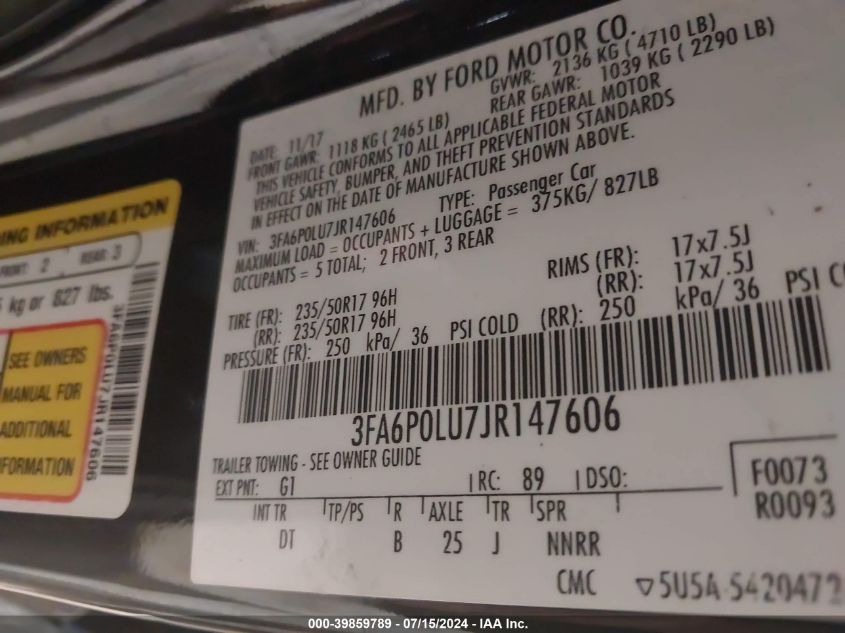 MFD. BY FORD MOTOR CO.
DATE: 11/17 GVWR: 2136 KG ( 4710 LB)
FRONT GAWR: 1118 KG ( 2465 LB) REAR GAWR: 1039 KG ( 2290 LB)
THIS VEHICLE CONFORMS TO ALL APPLICABLE FEDERAL MOTOR
VEHICLE SAFETY, BUMPER, AND THEFT PREVENTION STANDARDS
IN EFFECT ON THE DATE OF MANUFACTURE SHOWN ABOVE.
VIN: 3FA6P0LU7JR147606 TYPE: Passenger Car
MAXIMUM LOAD = OCCUPANTS + LUGGAGE = 375KG/ 827LB
OCCUPANTS = 5 TOTAL; 2 FRONT, 3 REAR
TIRE (FR): 235/50R17 96H RIMS (FR): 17x7.5J
(RR): 235/50R17 96H (RR): 17x7.5J
PRESSURE (FR): 250 kPa/ 36 PSI COLD (RR): 250 kPa/ 36 PSI
3FA6P0LU7JR147606
TRAILER TOWING - SEE OWNER GUIDE
EXT PNT: G1 RC: 89 DSO: F0073
R0093
INT TR TP/PS R AXLE TR SPR
DT B 25 J NNRR
CMC 5U5A-5420472
INFORMATION
FRONT: 2 REAR: 3
kg or 827 lbs.
SEE OWNERS
MANUAL FOR
ADDITIONAL
INFORMATION
3FA6P0LU7JR147606
000-39859789 - 07/15/2024 - IAA Inc.